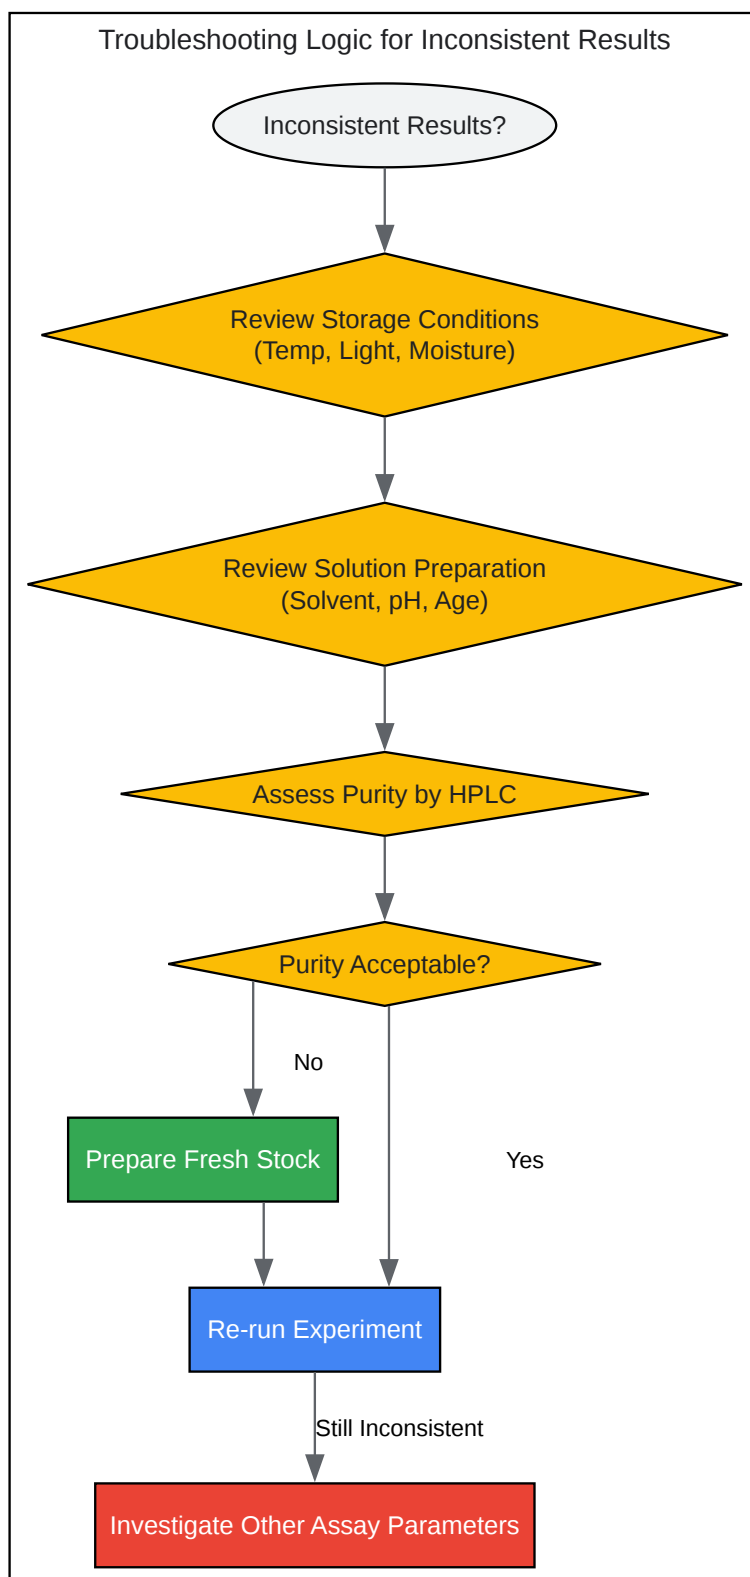 Troubleshooting Logic for Inconsistent Results
Inconsistent Results?
Review Storage Conditions
(Temp, Light, Moisture)
Review Solution Preparation
(Solvent, pH, Age)
Assess Purity by HPLC
Purity Acceptable?
No
Prepare Fresh Stock
Yes
Re-run Experiment
Still Inconsistent
Investigate Other Assay Parameters